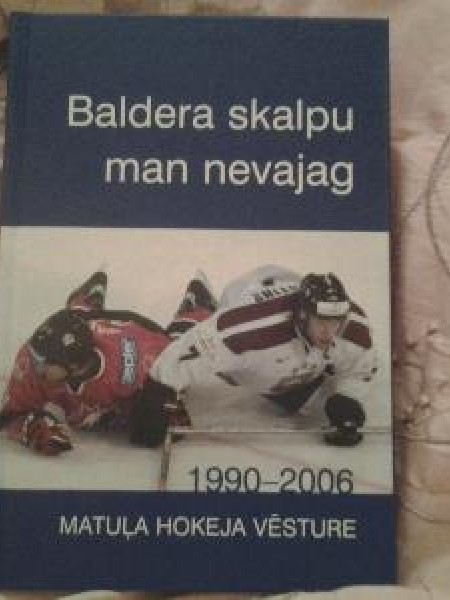 Baldera skalpu
man nevajag
1990–2006
MATUĻA HOKEJA VĒSTURE